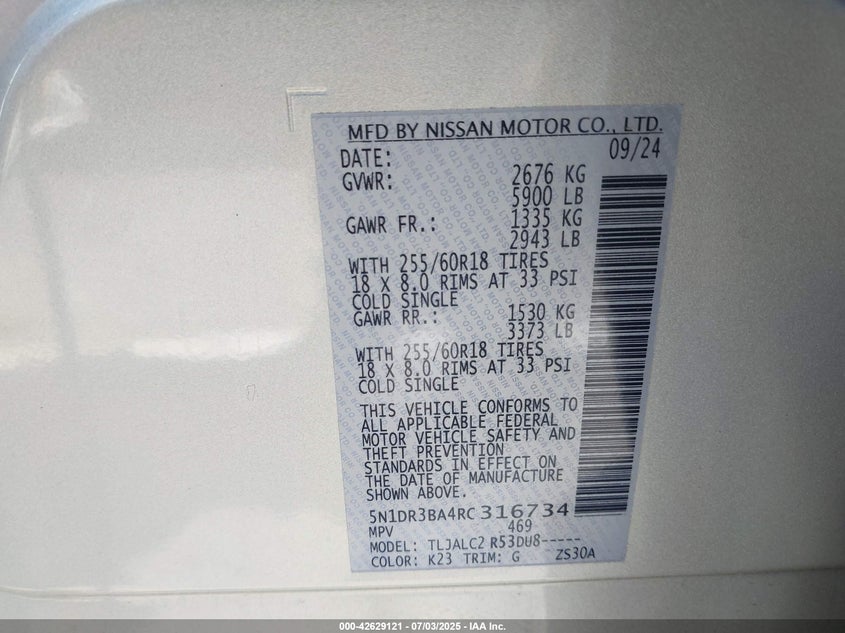 MFD BY NISSAN MOTOR CO., LTD.
DATE: 09/24
GVWR: 2676 KG
5900 LB
GAWR FR.: 1335 KG
2943 LB
WITH 255/60R18 TIRES
18 X 8.0 RIMS AT 33 PSI
COLD SINGLE
GAWR RR.: 1530 KG
3373 LB
WITH 255/60R18 TIRES
18 X 8.0 RIMS AT 33 PSI
COLD SINGLE
THIS VEHICLE CONFORMS TO
ALL APPLICABLE FEDERAL
MOTOR VEHICLE SAFETY AND
THEFT PREVENTION
STANDARDS IN EFFECT ON
THE DATE OF MANUFACTURE
SHOWN ABOVE.
5N1DR3BA4RC316734
MPV 469
MODEL: TLJALC2 R53DU8-----
COLOR: K23 TRIM: G ZS30A
000-42629121 - 07/03/2025 - IAA Inc.